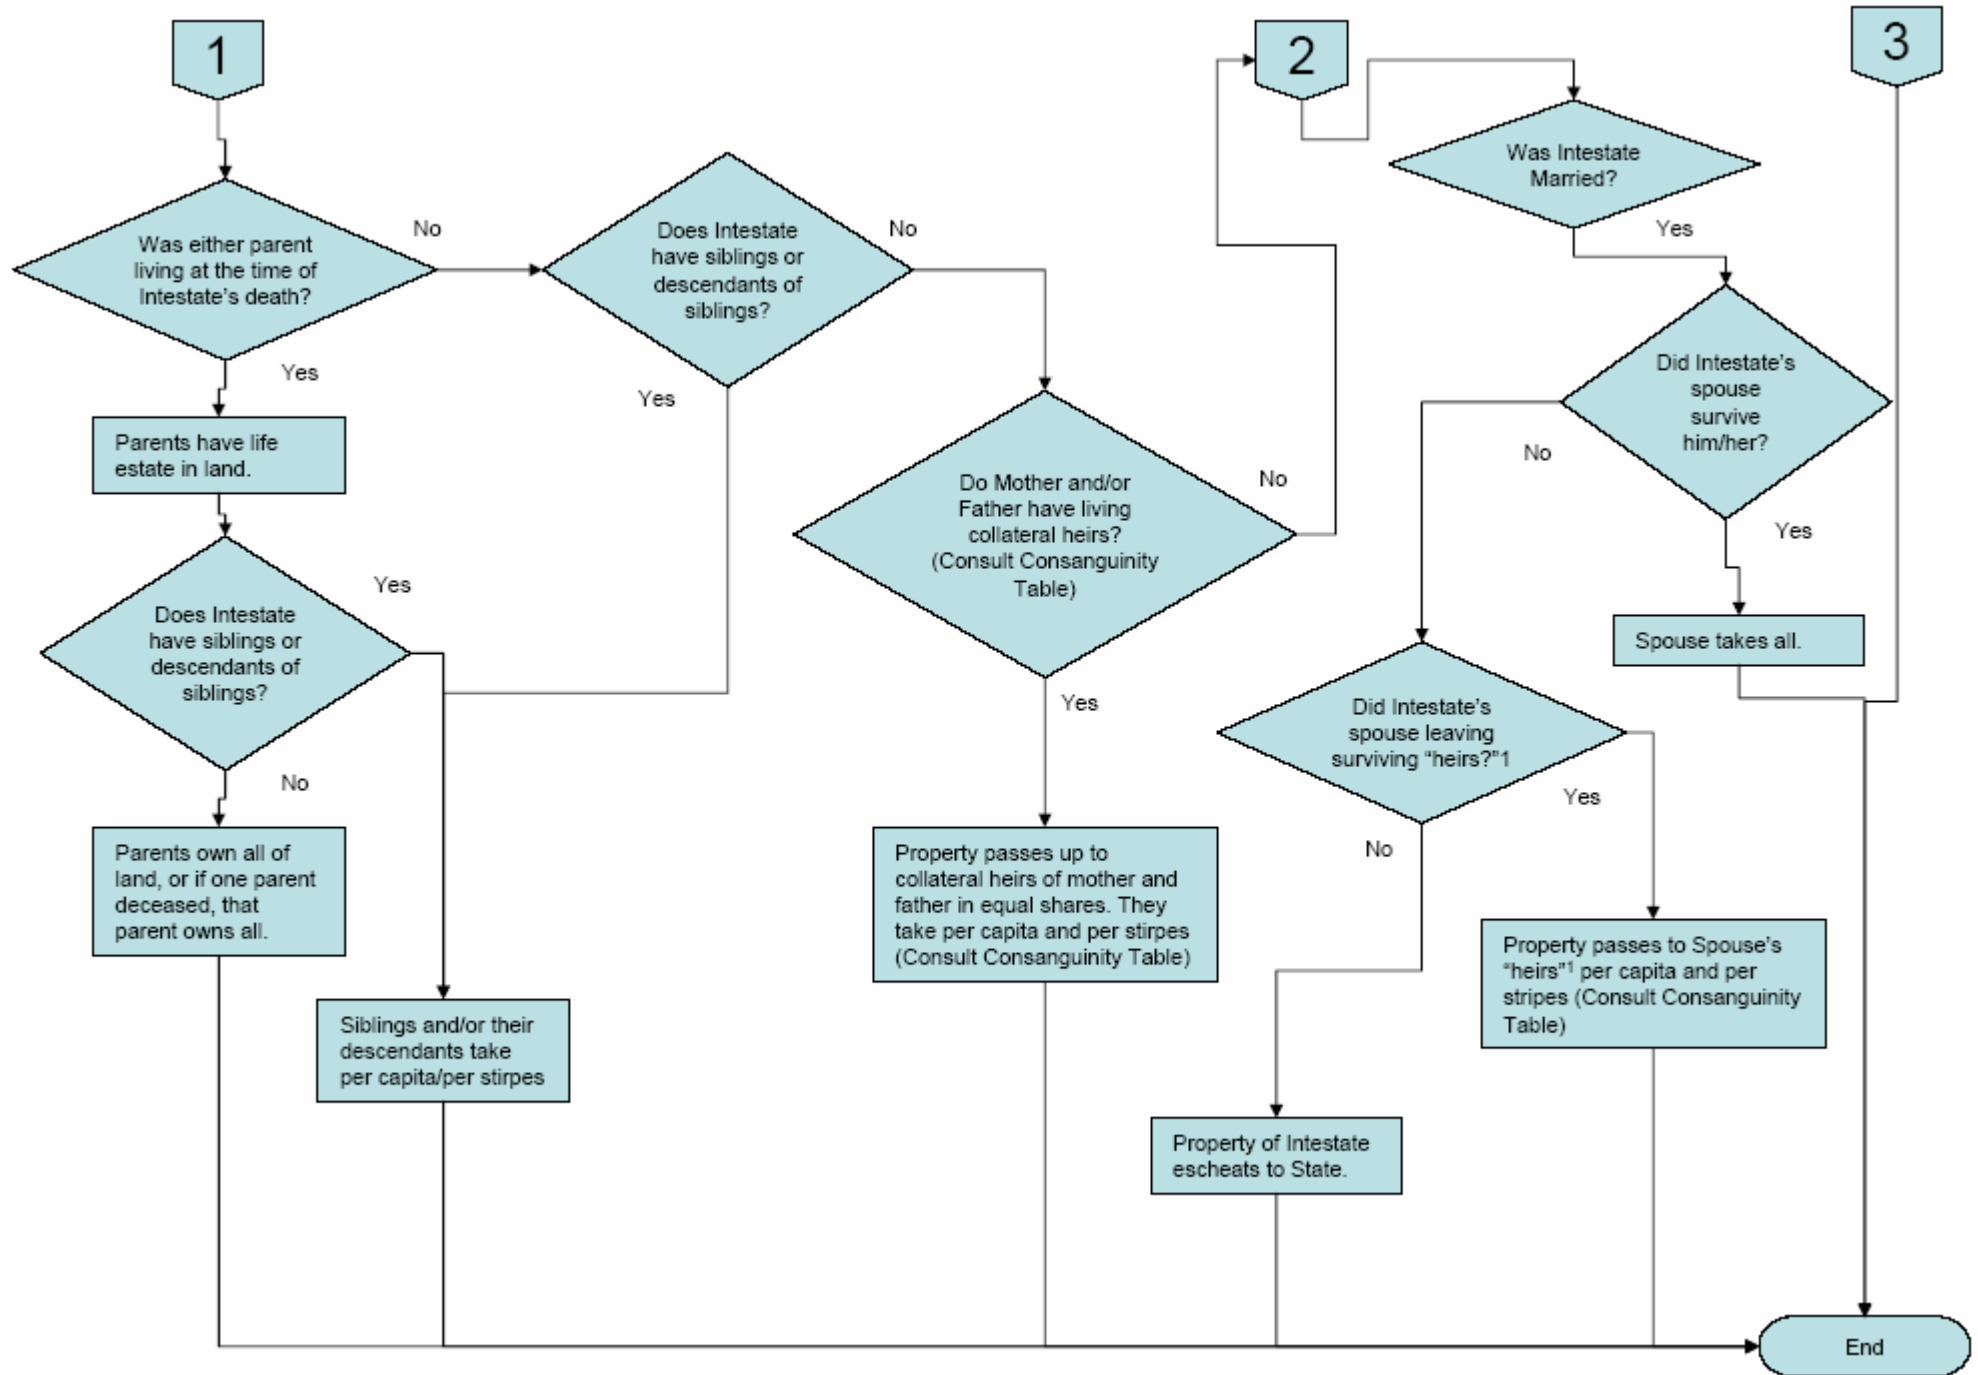 1
2
3
Was Intestate
Married?
Was either parent
living at the time of
Intestate's death?
No
Does Intestate
have siblings or
descendants of
siblings?
No
Yes
Did Intestate's
spouse
survive
him/her?
Yes
Yes
Parents have life
estate in land.
No
Do Mother and/or
Father have living
collateral heirs?
(Consult Consanguinity
Table)
No
Yes
Yes
Does Intestate
have siblings or
descendants of
siblings?
Spouse takes all.
Yes
Did Intestate's
spouse leaving
surviving “heirs?”1
No
Yes
No
Parents own all of
land, or if one parent
deceased, that
parent owns all.
Property passes up to
collateral heirs of mother and
father in equal shares. They
take per capita and per stirpes
(Consult Consanguinity Table)
Property passes to Spouse's
“heirs”¹ per capita and per
stripes (Consult Consanguinity
Table)
Siblings and/or their
descendants take
per capita/per stirpes
Property of Intestate
escheats to State.
End